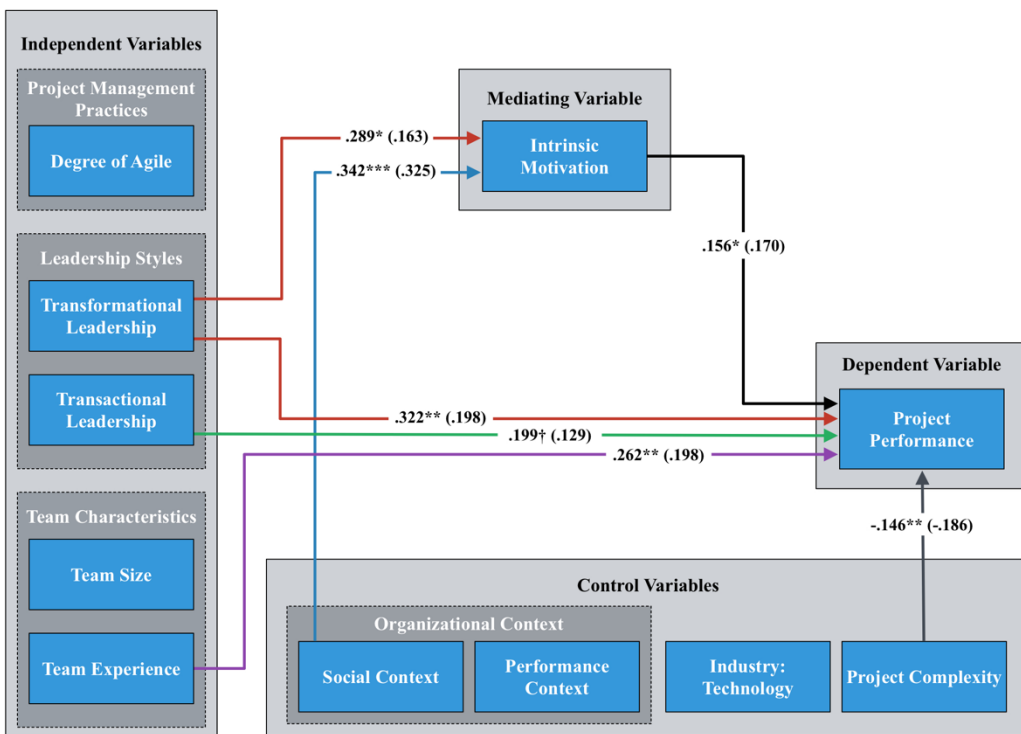 Independent Variables
Project Management
Practices
Degree of Agile
Leadership Styles
Transformational
Leadership
Transactional
Leadership
Team Characteristics
Team Size
Team Experience
.289* (.163)
.342*** (.325)
Mediating Variable
Intrinsic
Motivation
.156* (.170)
.322** (.198)
.199† (.129)
.262** (.198)
Dependent Variable
Project
Performance
-.146** (-.186)
Control Variables
Organizational Context
Social Context
Performance
Context
Industry:
Technology
Project Complexity